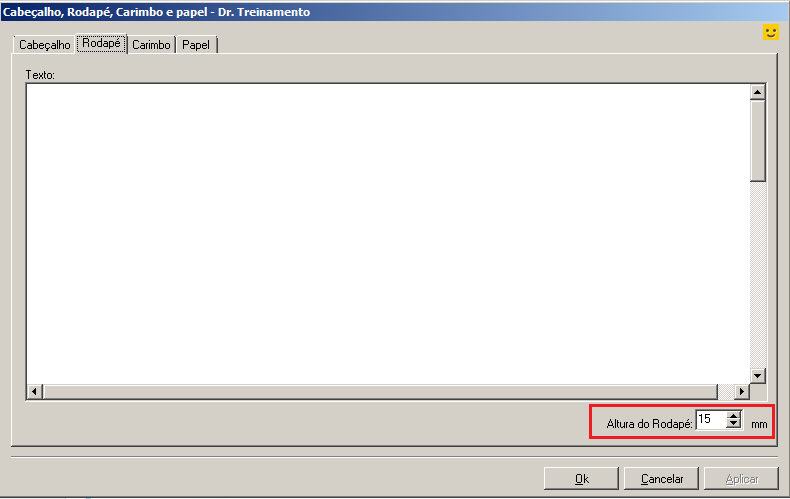 Cabeçalho, Rodapé, Carimbo e papel - Dr. Treinamento
Cabeçalho Rodapé Carimbo Papel
Texto:
Altura do Rodapé: 15 mm
Ok Cancelar Aplicar